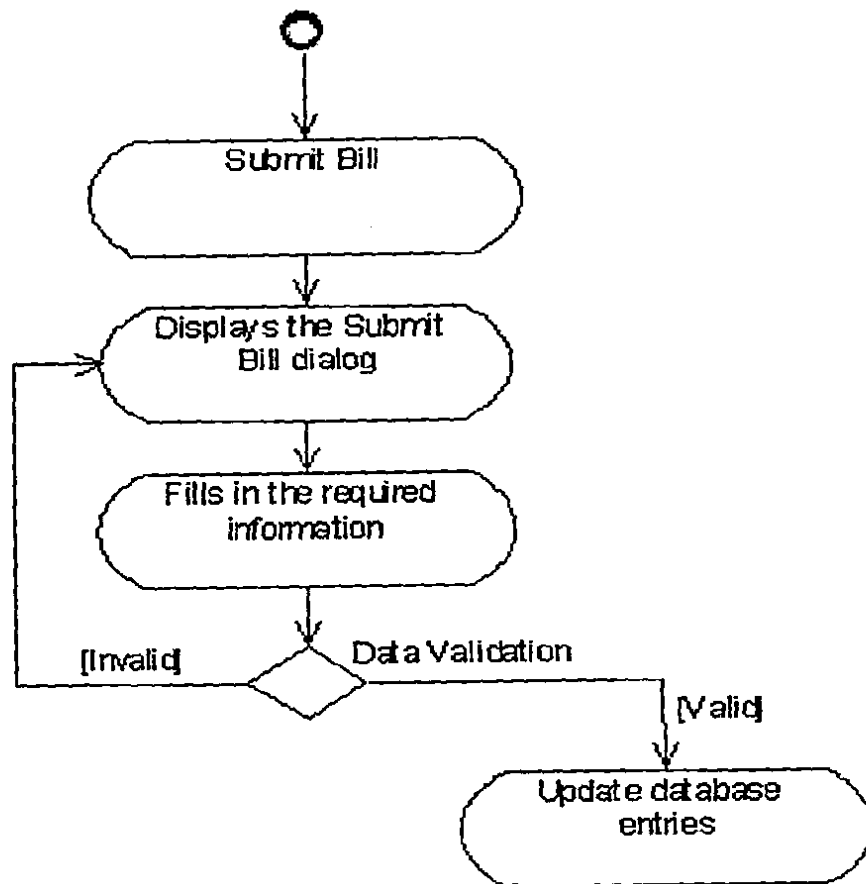 Submit Bill
Displays the Submit
Bill dialog
Fills in the required
information
[Invalid]
Data Validation
[Valid]
Update database
entries